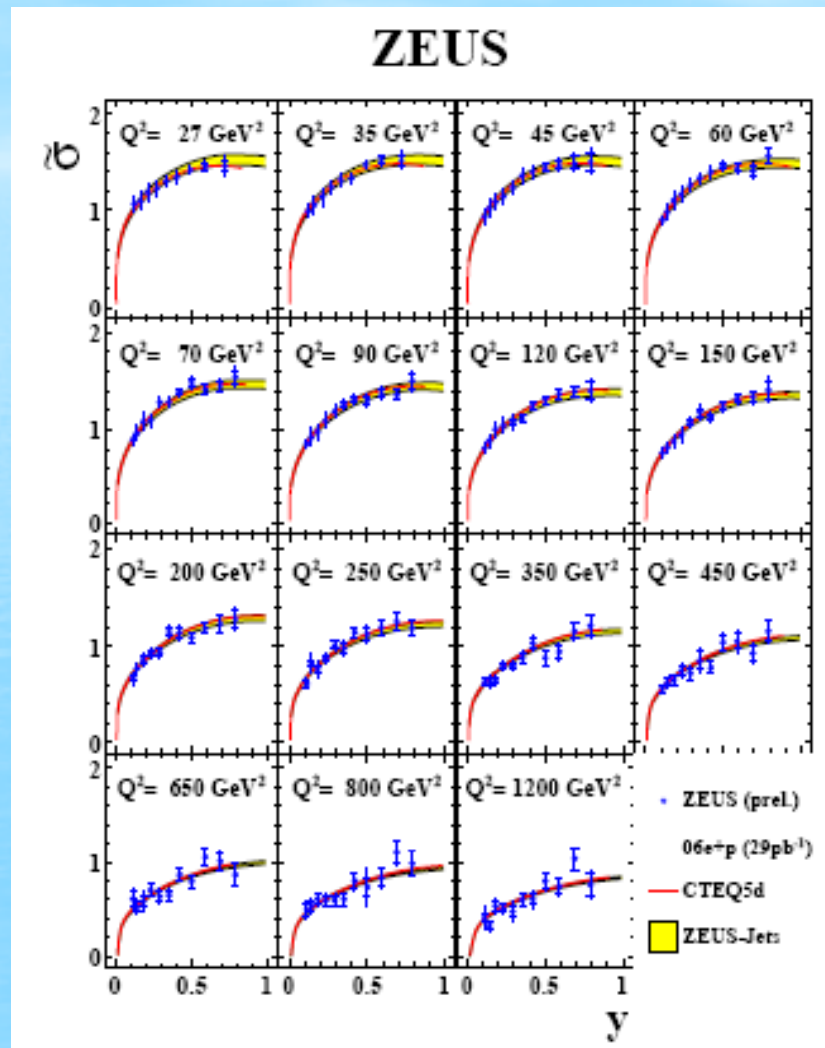 ZEUS
σ̃
2
1
0
Q²= 27 GeV²
Q²= 35 GeV²
Q²= 45 GeV²
Q²= 60 GeV²
2
1
0
Q²= 70 GeV²
Q²= 90 GeV²
Q²= 120 GeV²
Q²= 150 GeV²
2
1
0
Q²= 200 GeV²
Q²= 250 GeV²
Q²= 350 GeV²
Q²= 450 GeV²
2
1
0
Q²= 650 GeV²
Q²= 800 GeV²
Q²= 1200 GeV²
ZEUS (prel.)
06e+p (29pb⁻¹)
CTEQ5d
ZEUS-Jets
0 0.5 1 0 0.5 1 0 0.5 1
y